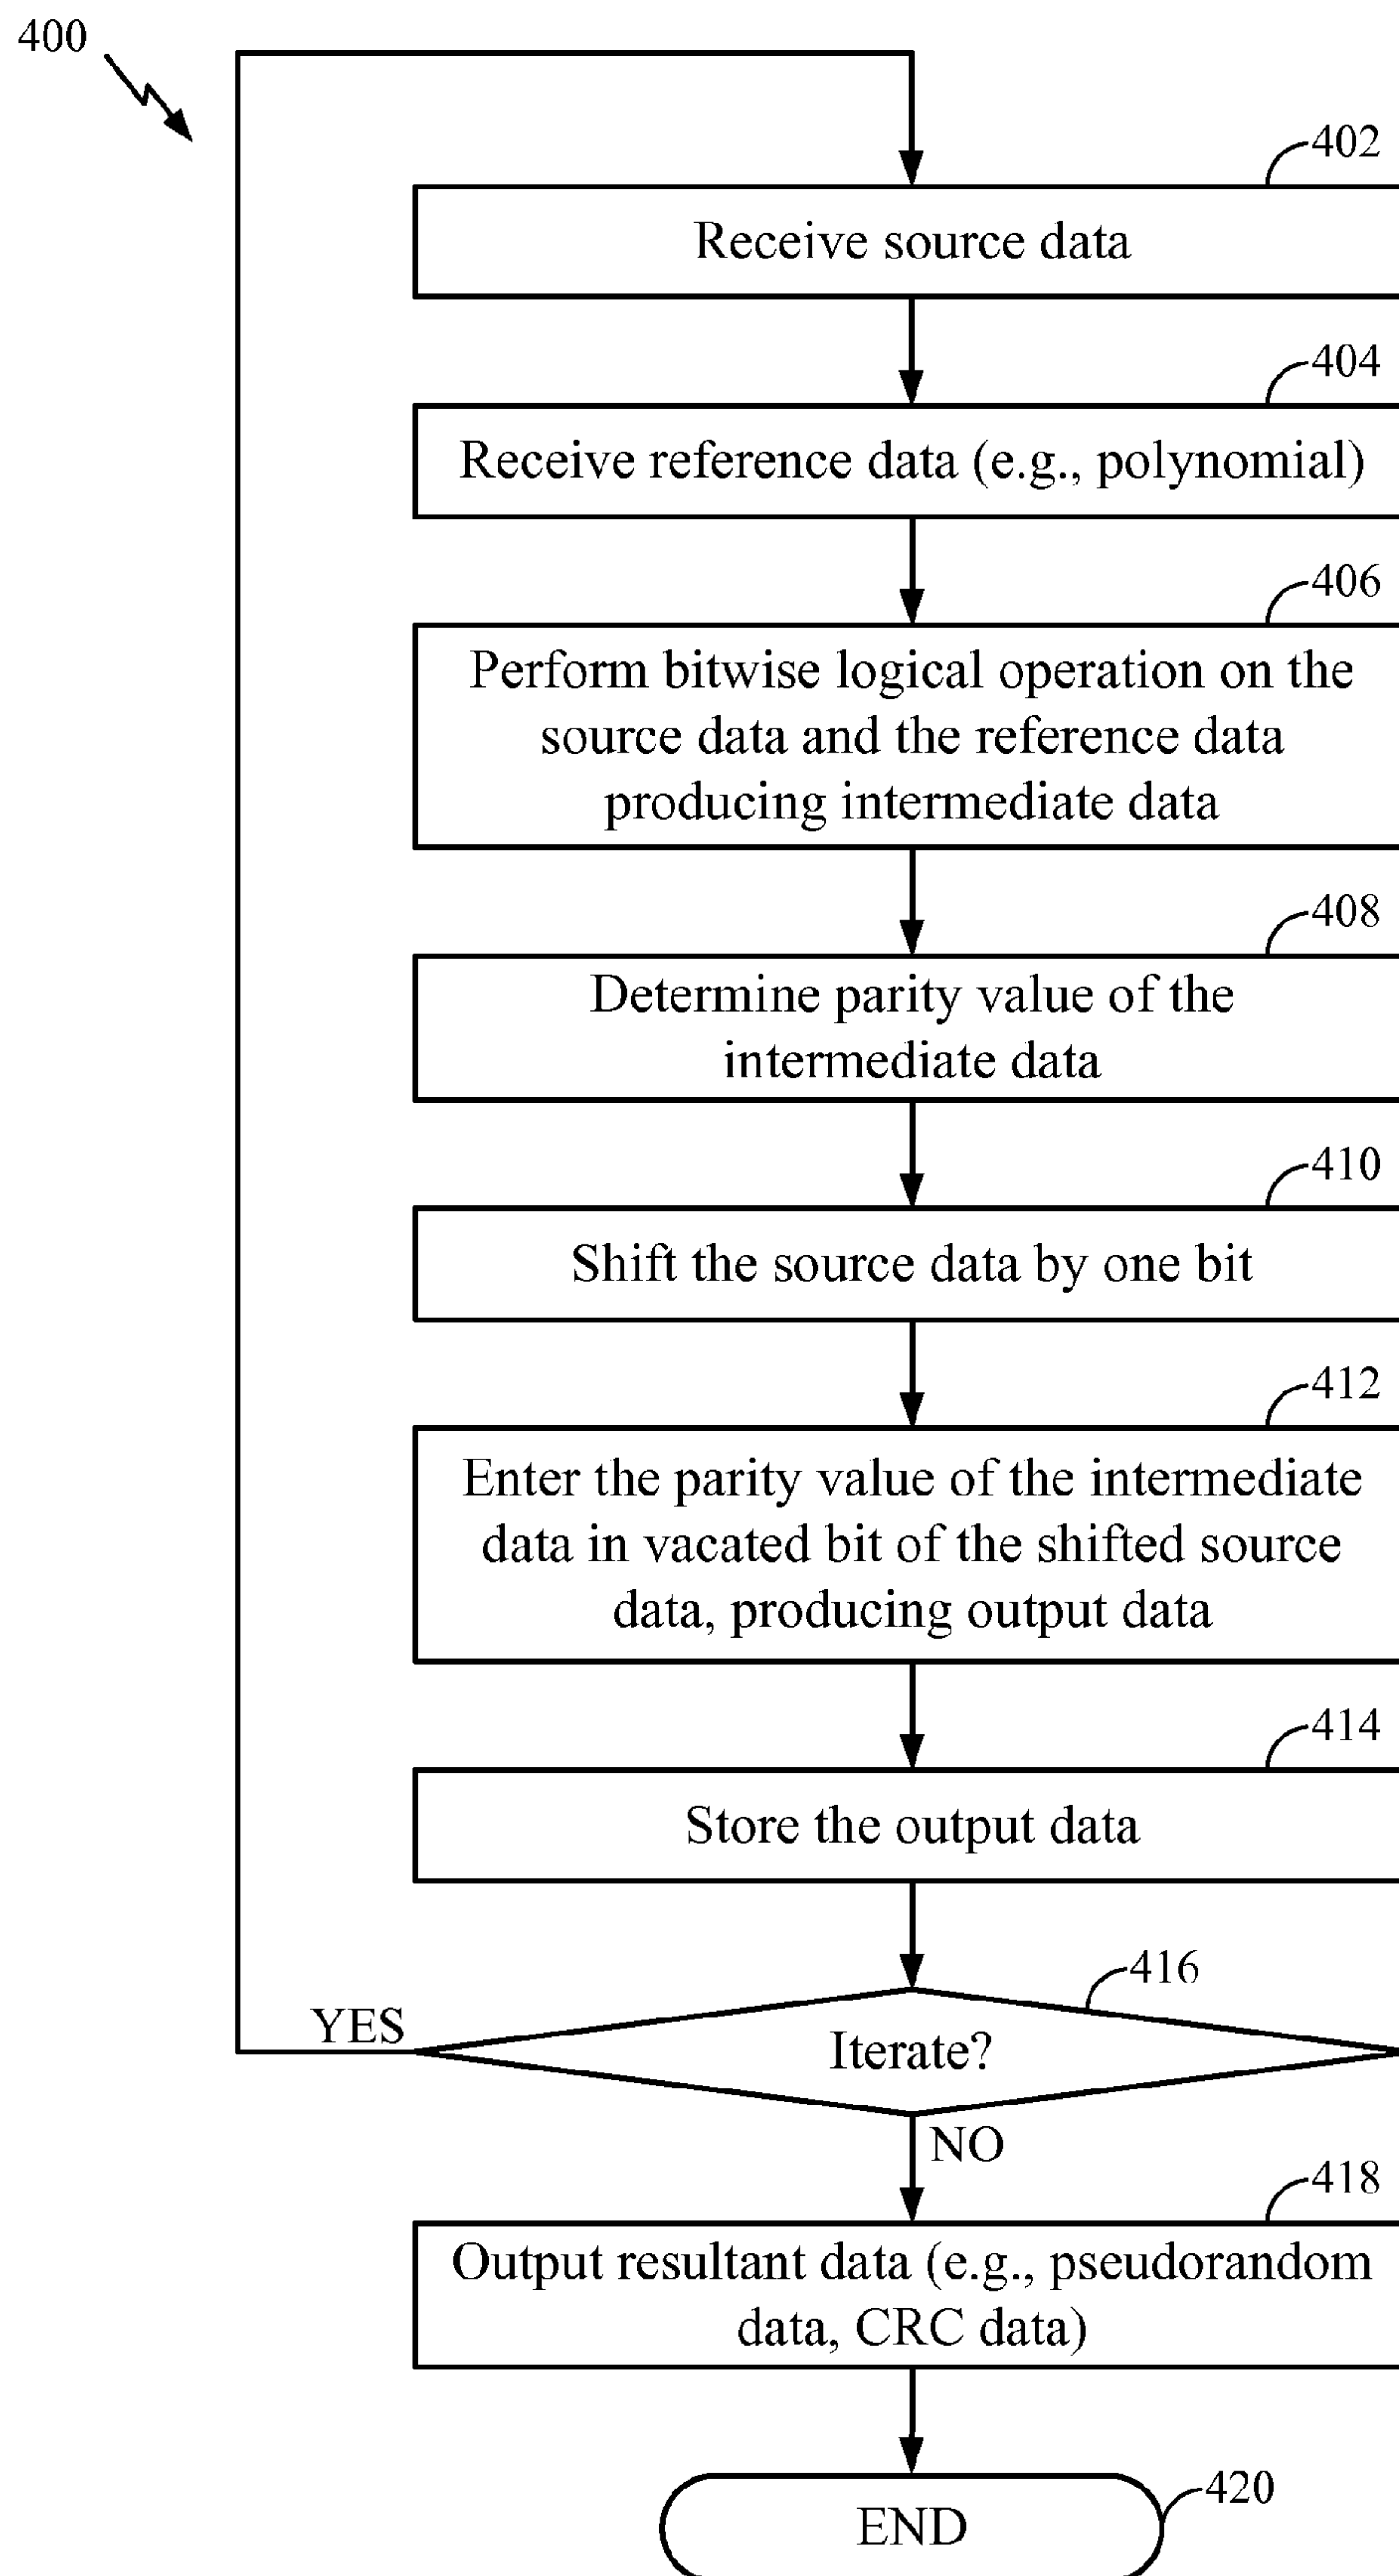 400
402
Receive source data
404
Receive reference data (e.g., polynomial)
406
Perform bitwise logical operation on the
source data and the reference data
producing intermediate data
408
Determine parity value of the
intermediate data
410
Shift the source data by one bit
412
Enter the parity value of the intermediate
data in vacated bit of the shifted source
data, producing output data
414
Store the output data
416
YES
Iterate?
NO
418
Output resultant data (e.g., pseudorandom
data, CRC data)
420
END